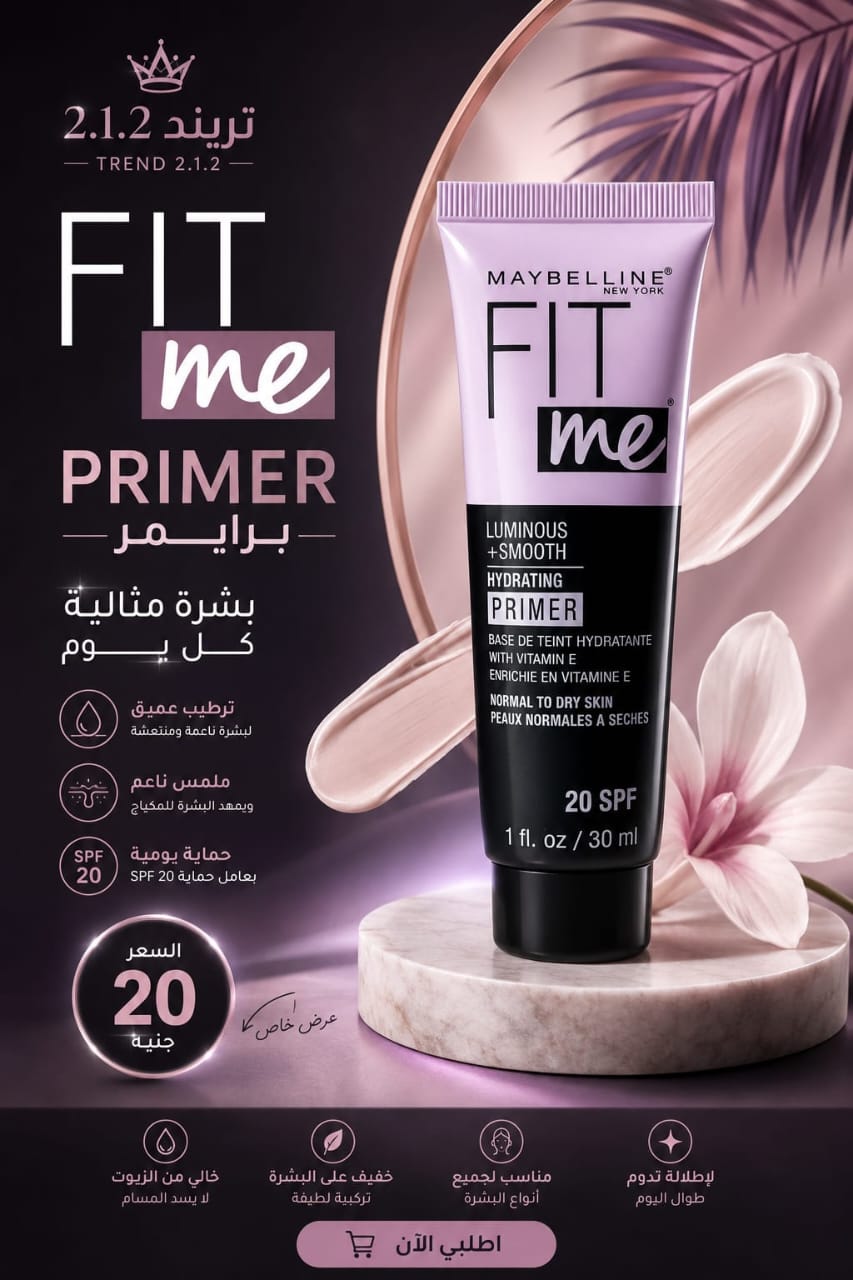 تريند 2.1.2
TREND 2.1.2
FIT
me
PRIMER
برايمر
بشرة مثالية
كل يوم
ترطيب عميق
لبشرة ناعمة ومنتعشة
ملمس ناعم
ويمهد البشرة للمكياج
SPF
20
حماية يومية
بعامل حماية SPF 20
السعر
20
جنية
عرض خاص
MAYBELLINE®
NEW YORK
FIT
me®
LUMINOUS
+SMOOTH
HYDRATING
PRIMER
BASE DE TEINT HYDRATANTE
WITH VITAMIN E
ENRICHIE EN VITAMINE E
NORMAL TO DRY SKIN
PEAUX NORMALES A SECHES
20 SPF
1 fl. oz / 30 ml
لإطلالة تدوم
طوال اليوم
مناسب لجميع
أنواع البشرة
خفيف على البشرة
تركيبة لطيفة
خالي من الزيوت
لا يسد المسام
اطلبي الآن